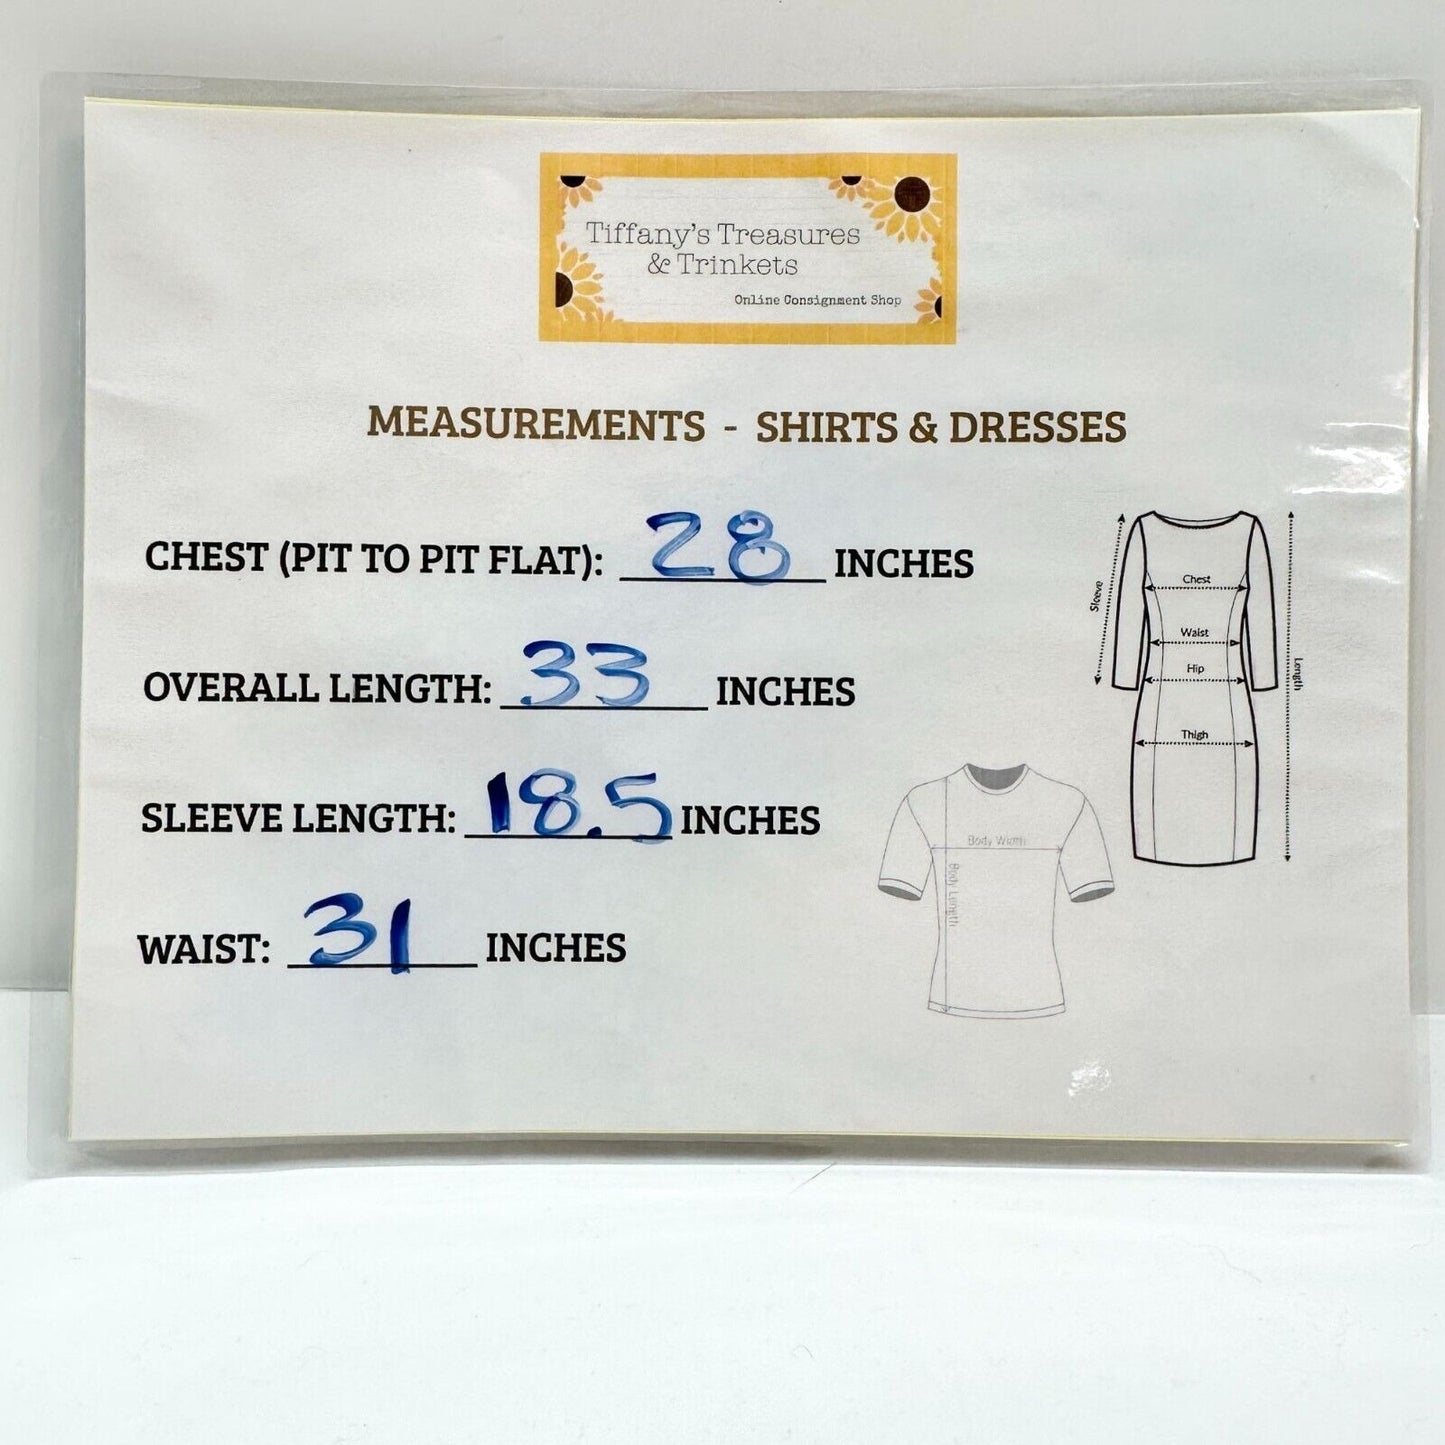 Tiffany's Treasures
& Trinkets
Online Consignment Shop
MEASUREMENTS - SHIRTS & DRESSES
CHEST (PIT TO PIT FLAT): 28 INCHES
OVERALL LENGTH: 33 INCHES
SLEEVE LENGTH: 18.5 INCHES
WAIST: 31 INCHES
Sleeve
Chest
Waist
Hip
Thigh
Length
Body Width
Body Length